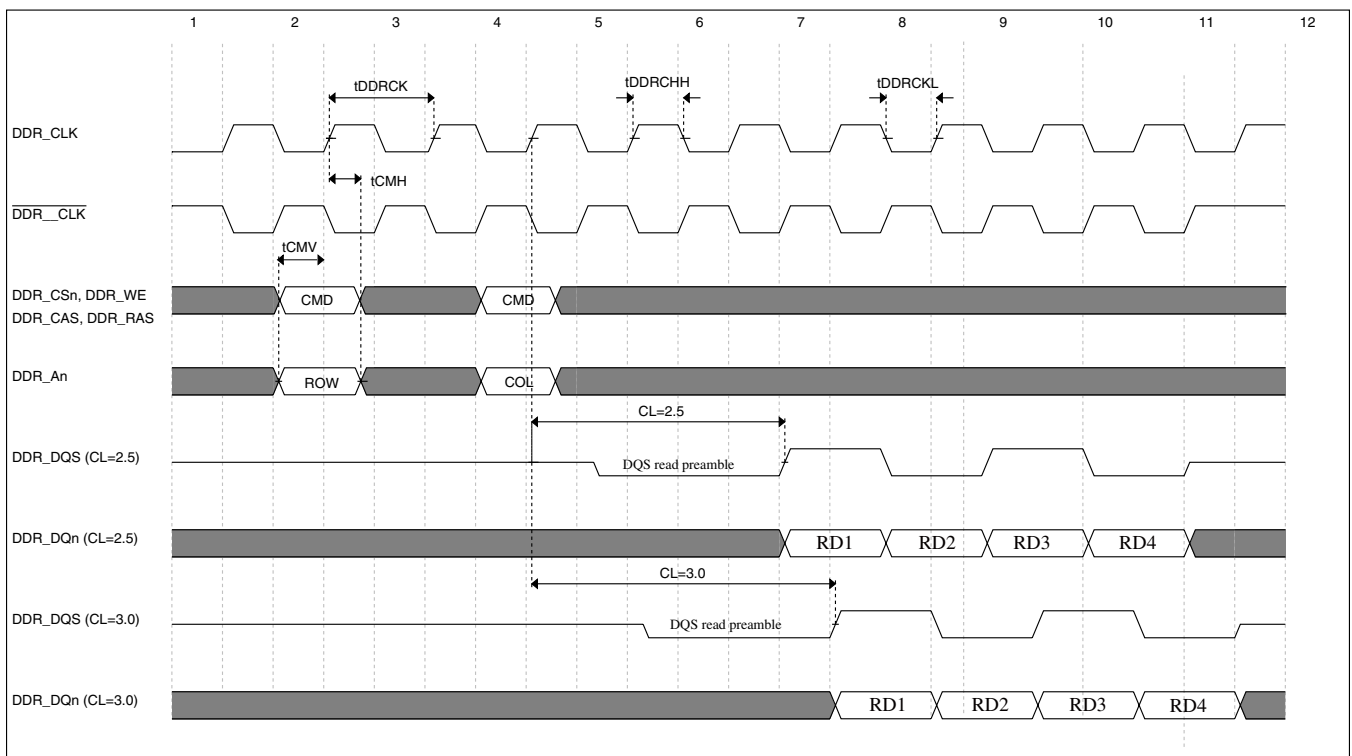 1 2 3 4 5 6 7 8 9 10 11 12
tDDRCK
tDDRCHH
tDDRCKL
DDR_CLK
tCMH
DDR__CLK
tCMV
DDR_CSn, DDR_WE
DDR_CAS, DDR_RAS
CMD CMD
DDR_An
ROW COL
CL=2.5
DDR_DQS (CL=2.5)
DQS read preamble
DDR_DQn (CL=2.5)
RD1 RD2 RD3 RD4
CL=3.0
DDR_DQS (CL=3.0)
DQS read preamble
DDR_DQn (CL=3.0)
RD1 RD2 RD3 RD4